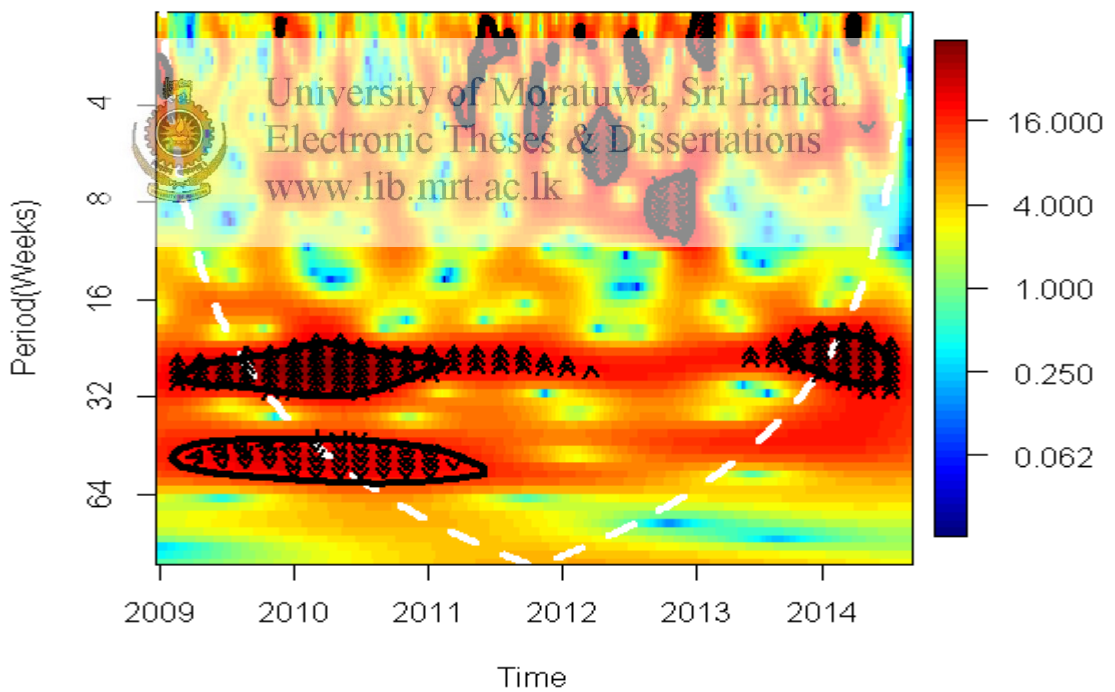 University of Moratuwa, Sri Lanka.
Electronic Theses & Dissertations
www.lib.mrt.ac.lk
Period(Weeks)
4
8
16
32
64
2009 2010 2011 2012 2013 2014
Time
16.000
4.000
1.000
0.250
0.062